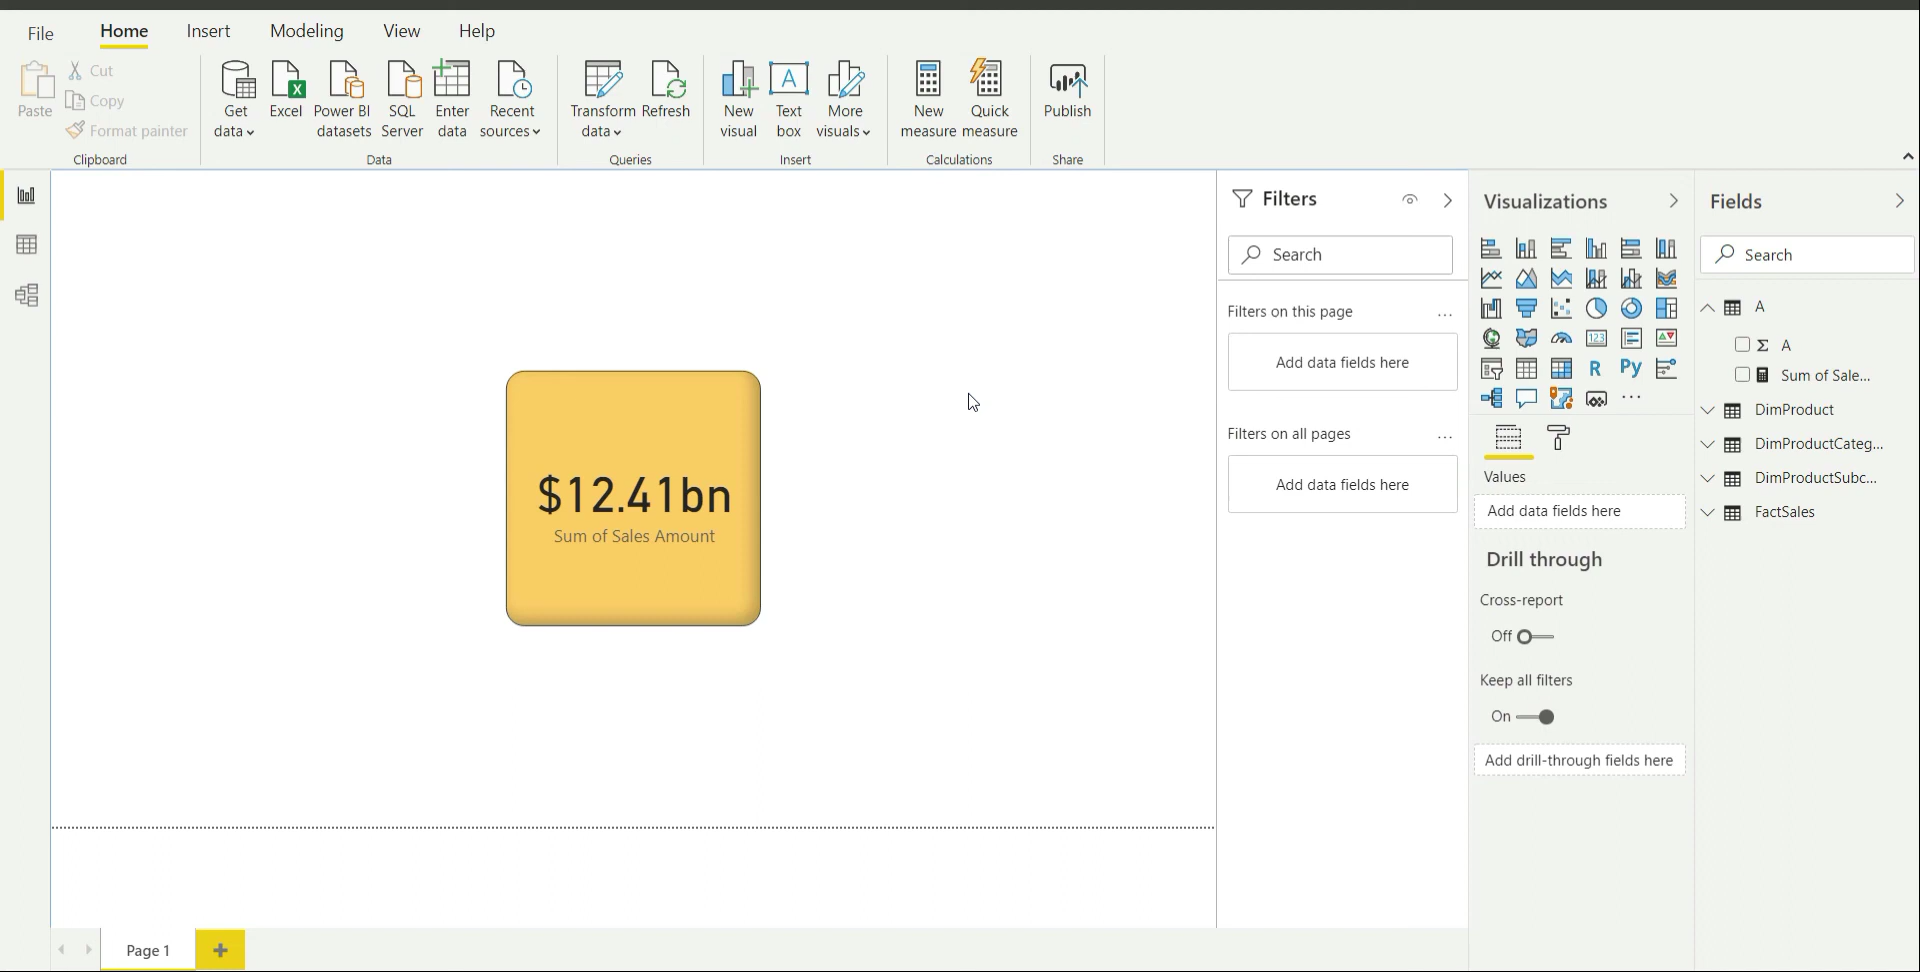 File
Home
Insert
Modeling
View
Help
Paste
Cut
Copy
Format painter
Clipboard
Get
data
Excel
Power BI
datasets
SQL
Server
Enter
data
Recent
sources
Data
Transform
data
Refresh
Queries
New
visual
A
Text
box
More
visuals
Insert
New
measure
Quick
measure
Calculations
Publish
Share
$12.41bn
Sum of Sales Amount
Filters
Search
Filters on this page
...
Add data fields here
Filters on all pages
...
Add data fields here
Visualizations
123
R
Py
...
Values
Add data fields here
Drill through
Cross-report
Off
Keep all filters
On
Add drill-through fields here
Fields
Search
A
Σ A
Sum of Sale...
DimProduct
DimProductCateg...
DimProductSubc...
FactSales
Page 1